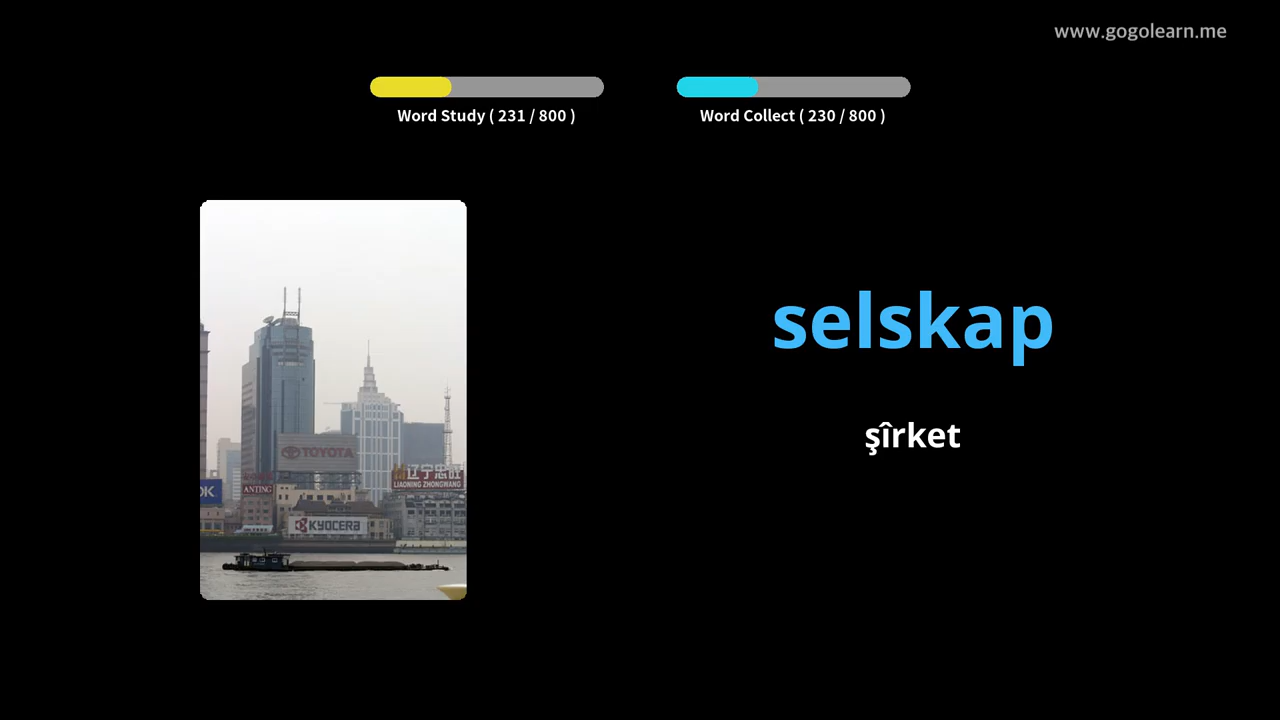 www.gogolearn.me
Word Study ( 231 / 800 )
Word Collect ( 230 / 800 )
selskap
şîrket
TOYOTA
辽宁忠旺
LIAONING ZHONGWANG
OK
ANTING
KYOCERA